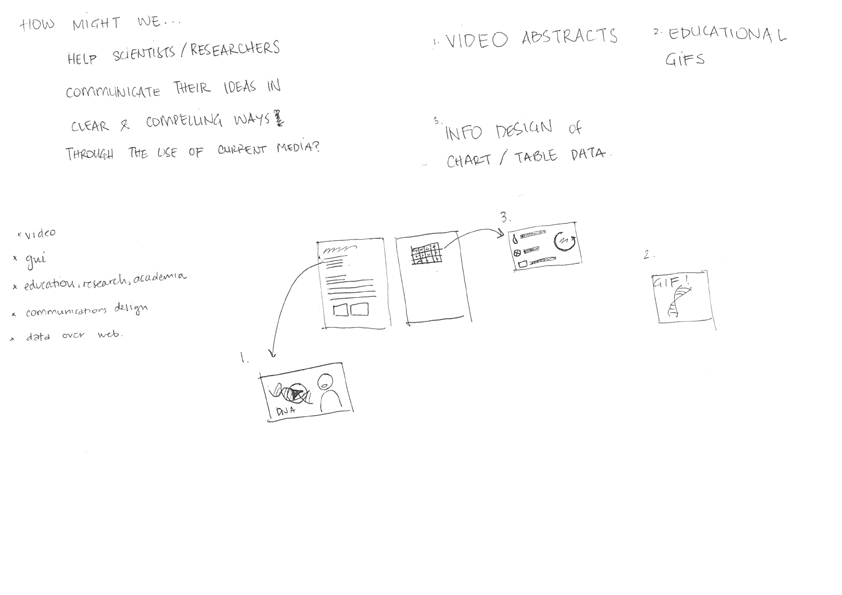 HOW MIGHT WE...
HELP SCIENTISTS/RESEARCHERS
COMMUNICATE THEIR IDEAS IN
CLEAR & COMPELLING WAYS
THROUGH THE USE OF CURRENT MEDIA?
1. VIDEO ABSTRACTS
2. EDUCATIONAL
GIFS
3. INFO DESIGN of
CHART / TABLE DATA.
* video
* gui
* education, research, academia
* communications design
* data over web.
3.
2.
GIF!
1.
DNA